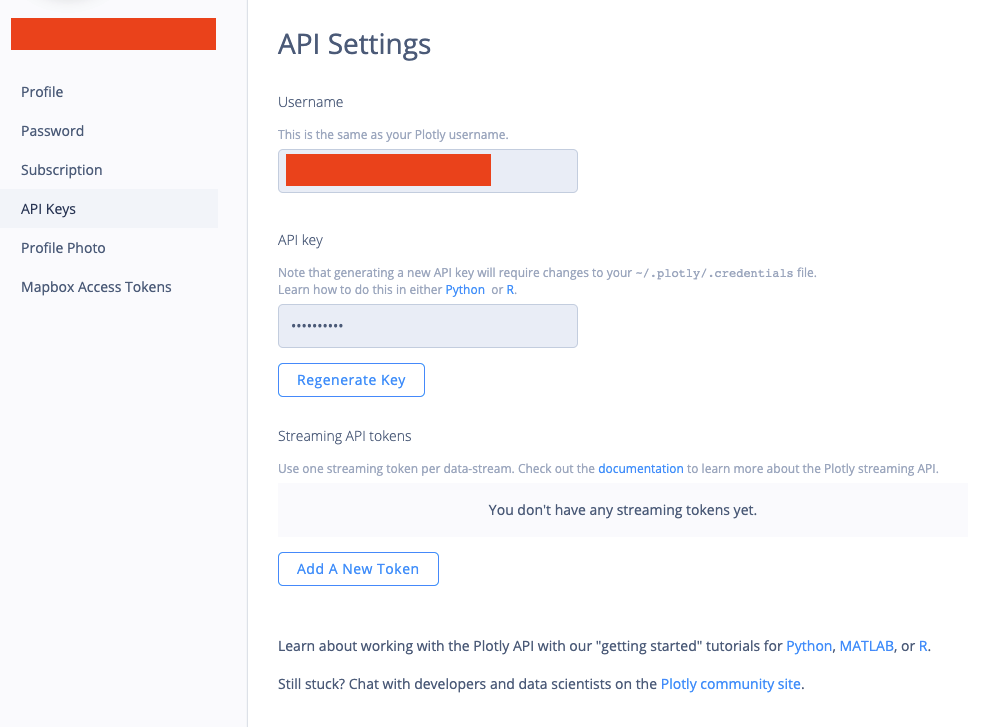 Profile
Password
Subscription
API Keys
Profile Photo
Mapbox Access Tokens
API Settings
Username
This is the same as your Plotly username.
API key
Note that generating a new API key will require changes to your ~/.plotly/.credentials file.
Learn how to do this in either Python or R.
••••••••••
Regenerate Key
Streaming API tokens
Use one streaming token per data-stream. Check out the documentation to learn more about the Plotly streaming API.
You don't have any streaming tokens yet.
Add A New Token
Learn about working with the Plotly API with our "getting started" tutorials for Python, MATLAB, or R.
Still stuck? Chat with developers and data scientists on the Plotly community site.